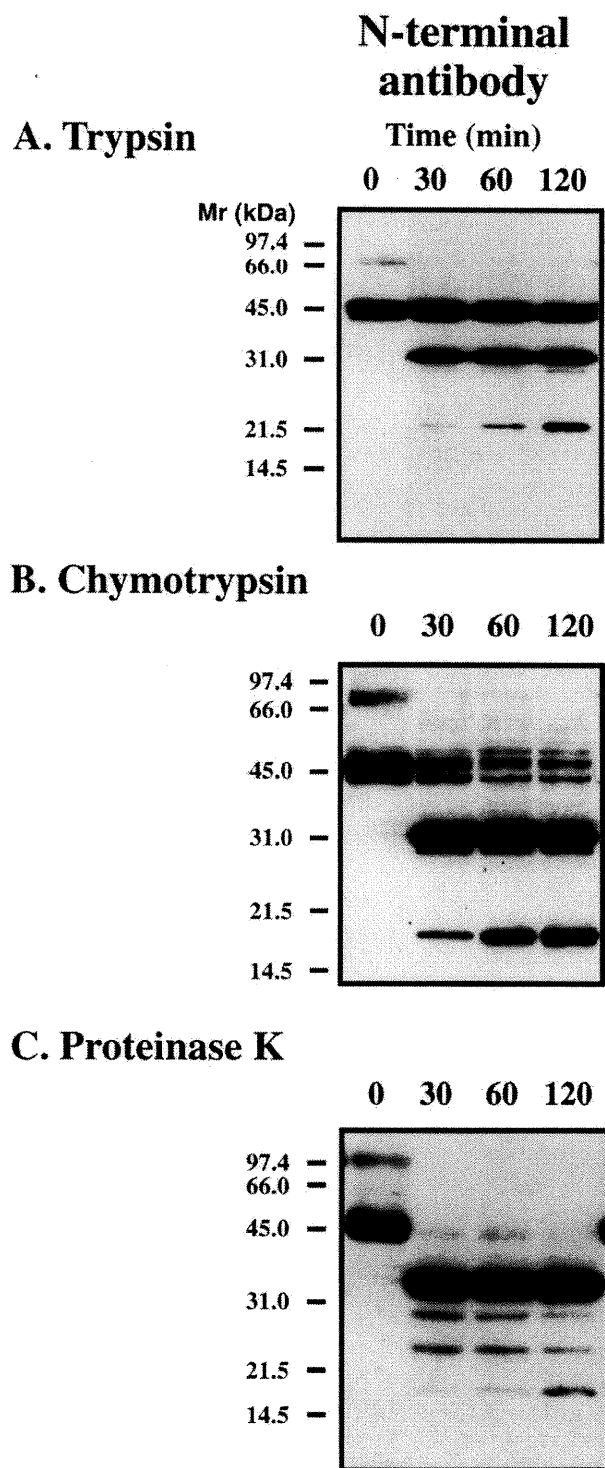 N-terminal
antibody
A. Trypsin
Time (min)
0 30 60 120
Mr (kDa)
97.4
66.0
45.0
31.0
21.5
14.5
B. Chymotrypsin
0 30 60 120
97.4
66.0
45.0
31.0
21.5
14.5
C. Proteinase K
0 30 60 120
97.4
66.0
45.0
31.0
21.5
14.5